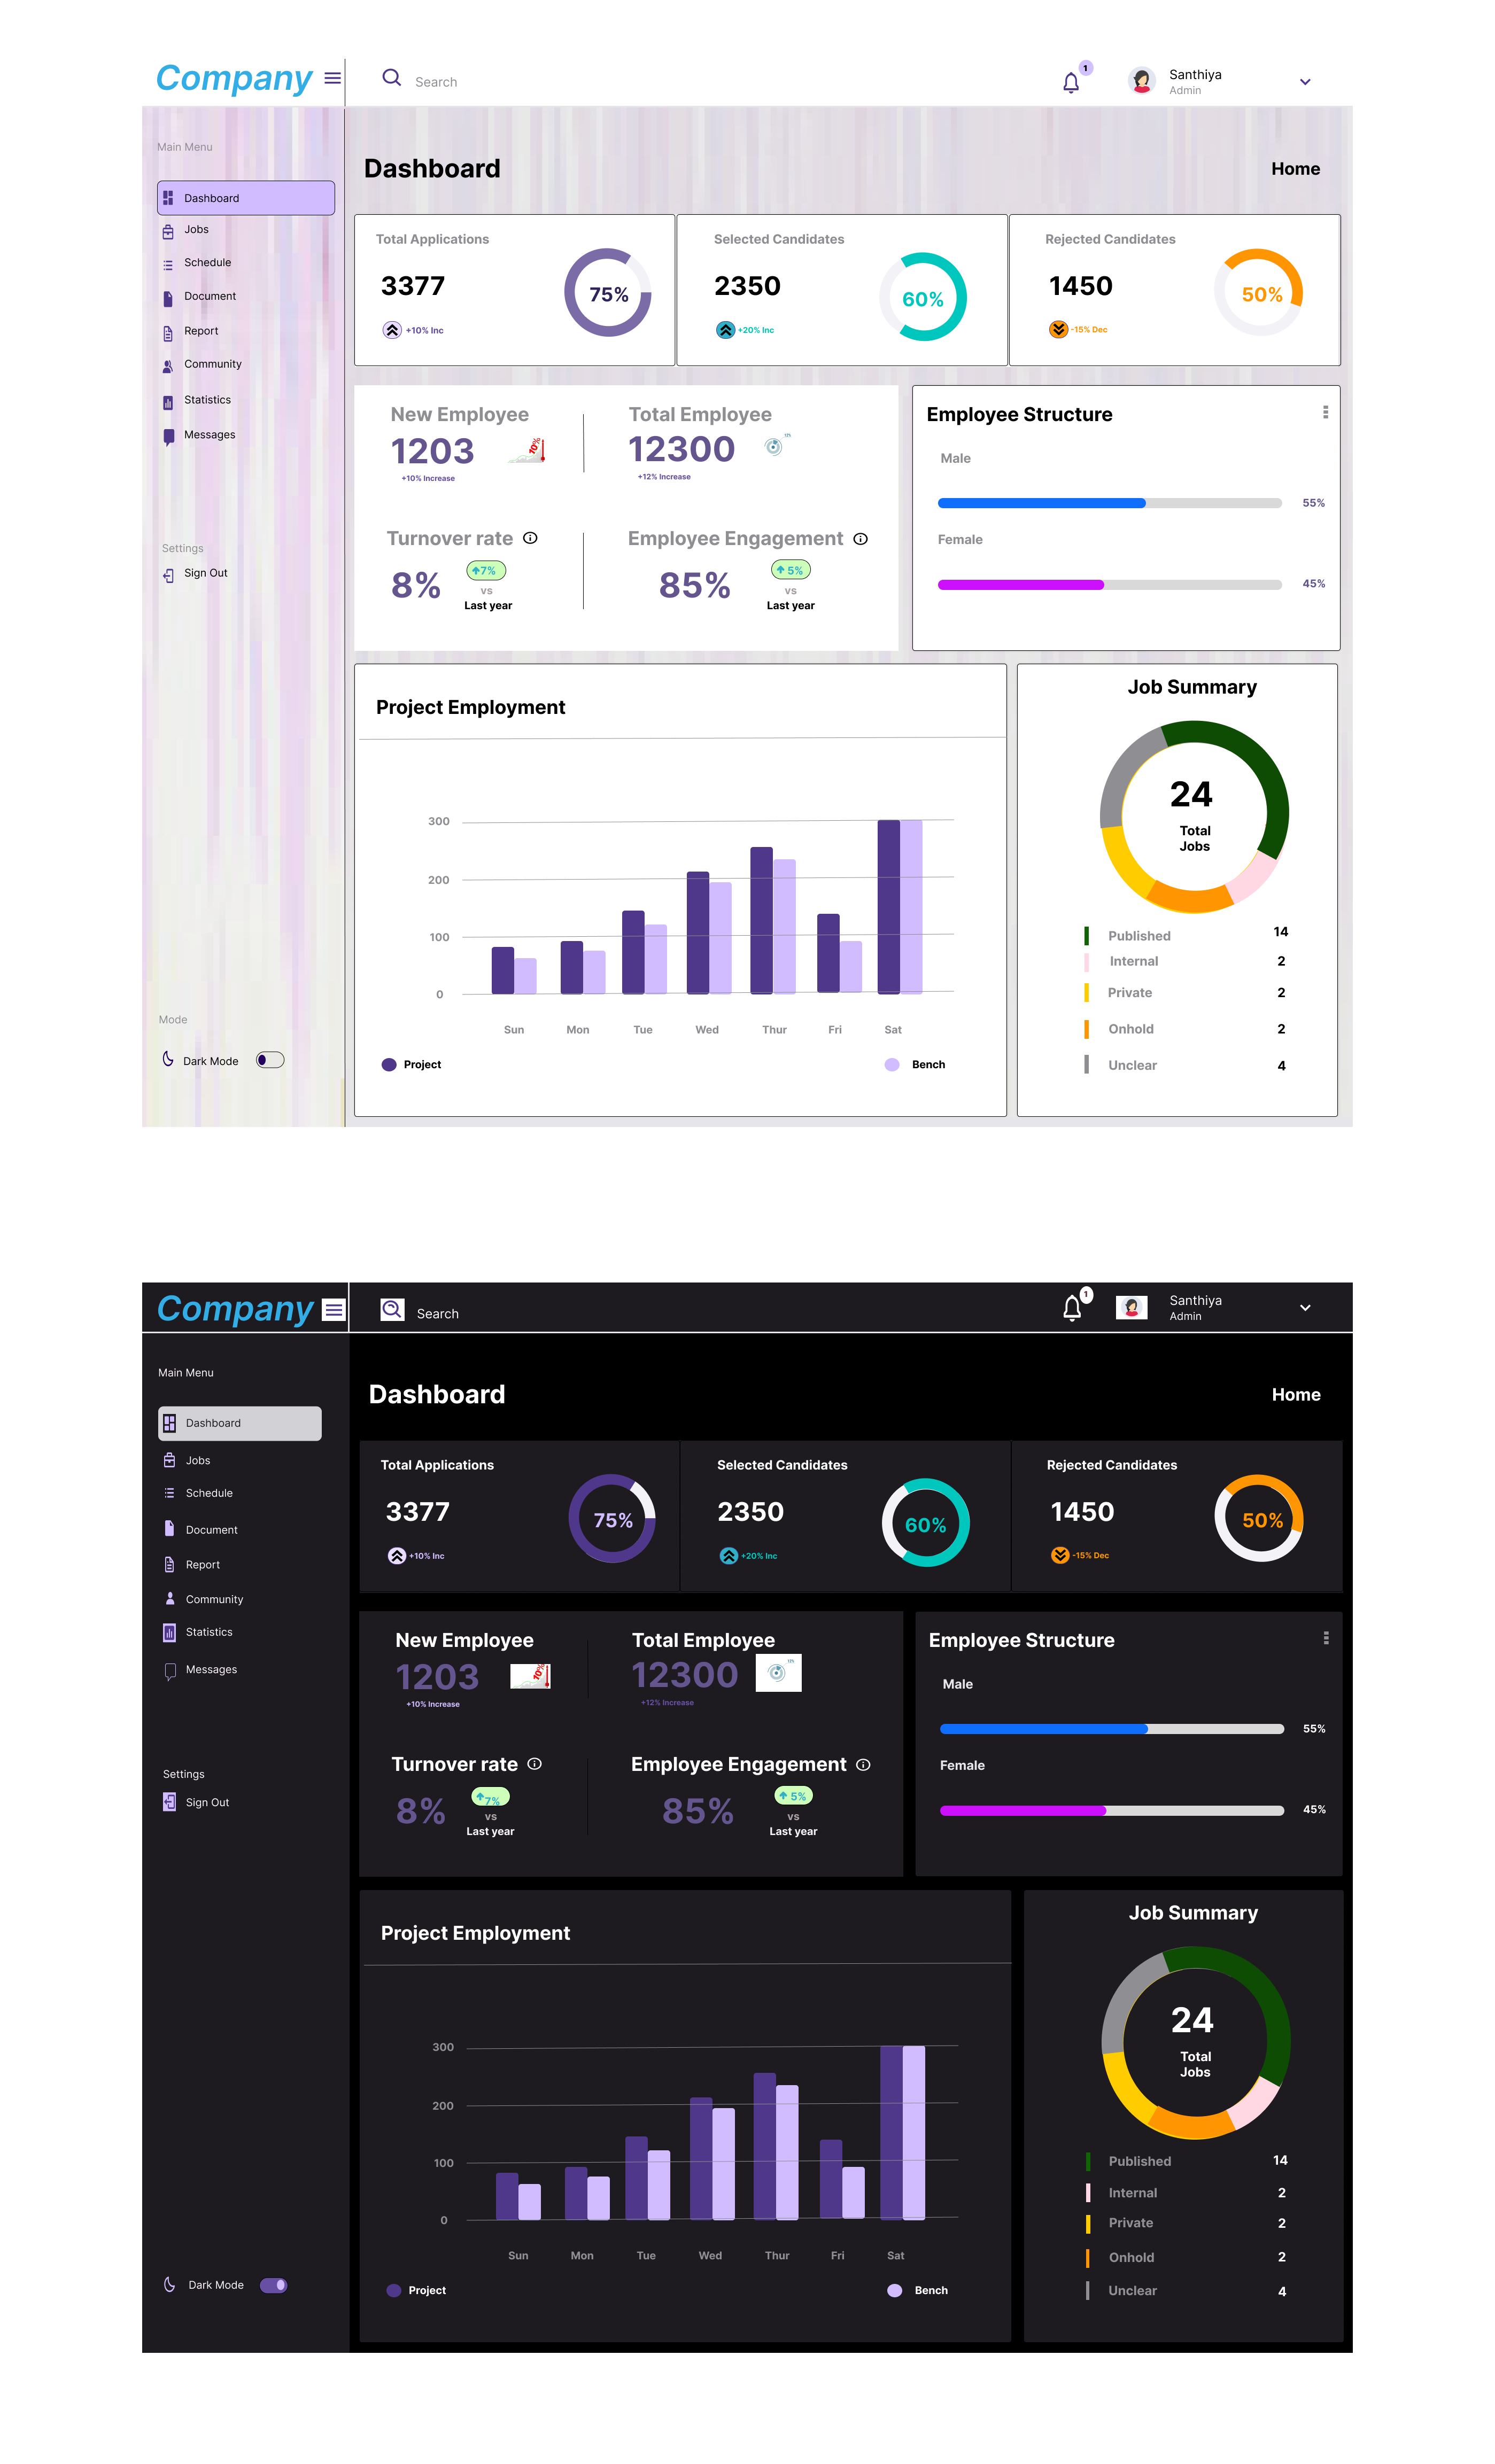 Company
Search
1
Santhiya
Admin
Main Menu
Dashboard
Jobs
Schedule
Document
Report
Community
Statistics
Messages
Settings
Sign Out
Mode
Dark Mode
Dashboard
Home
Total Applications
3377
+10% Inc
75%
Selected Candidates
2350
+20% Inc
60%
Rejected Candidates
1450
-15% Dec
50%
New Employee
1203
10%
+10% Increase
Total Employee
12300
+12% Increase
Turnover rate
8%
7%
vs
Last year
Employee Engagement
85%
5%
vs
Last year
Employee Structure
Male
55%
Female
45%
Project Employment
300
200
100
0
Sun Mon Tue Wed Thur Fri Sat
Project
Bench
Job Summary
24
Total
Jobs
Published 14
Internal 2
Private 2
Onhold 2
Unclear 4
Company
Search
1
Santhiya
Admin
Main Menu
Dashboard
Jobs
Schedule
Document
Report
Community
Statistics
Messages
Settings
Sign Out
Dark Mode
Dashboard
Home
Total Applications
3377
+10% Inc
75%
Selected Candidates
2350
+20% Inc
60%
Rejected Candidates
1450
-15% Dec
50%
New Employee
1203
10%
+10% Increase
Total Employee
12300
+12% Increase
Turnover rate
8%
7%
vs
Last year
Employee Engagement
85%
5%
vs
Last year
Employee Structure
Male
55%
Female
45%
Project Employment
300
200
100
0
Sun Mon Tue Wed Thur Fri Sat
Project
Bench
Job Summary
24
Total
Jobs
Published 14
Internal 2
Private 2
Onhold 2
Unclear 4